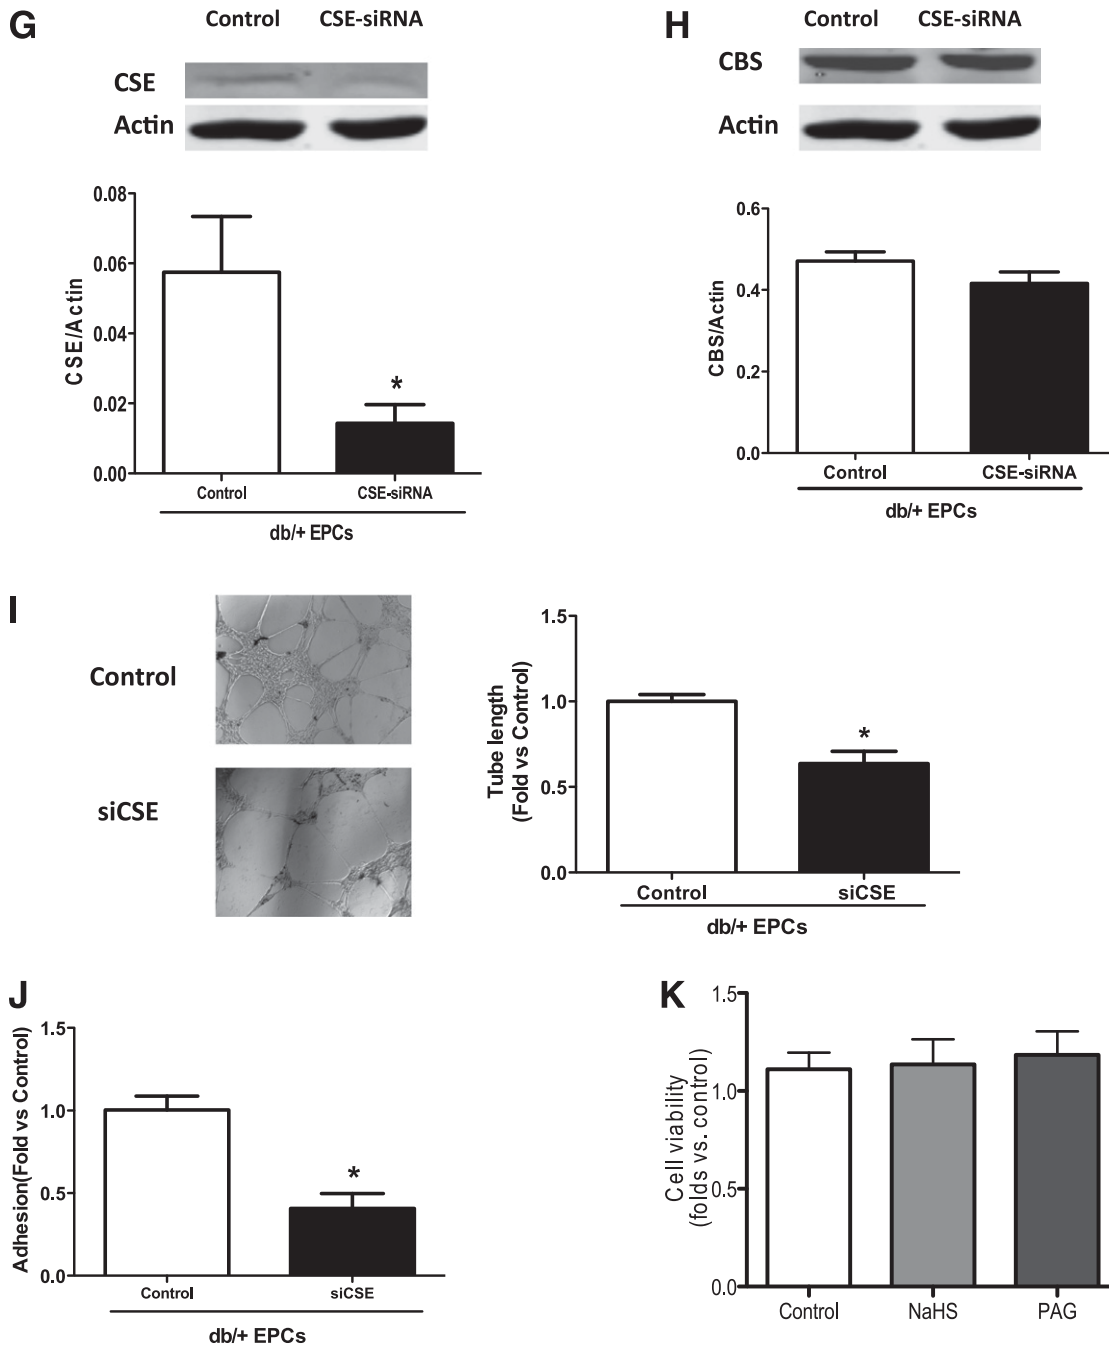 G
Control CSE-siRNA
CSE
Actin
0.08
0.06
0.04
0.02
0.00
CSE/Actin
*
Control CSE-siRNA
db/+ EPCs
H
Control CSE-siRNA
CBS
Actin
0.6
0.4
0.2
0.0
CBS/Actin
Control CSE-siRNA
db/+ EPCs
I
Control
siCSE
1.5
1.0
0.5
0.0
Tube length
(Fold vs Control)
*
Control siCSE
db/+ EPCs
J
1.5
1.0
0.5
0.0
Adhesion(Fold vs Control)
*
Control siCSE
db/+ EPCs
K
1.5
1.0
0.5
0.0
Cell viability
(folds vs. control)
Control NaHS PAG